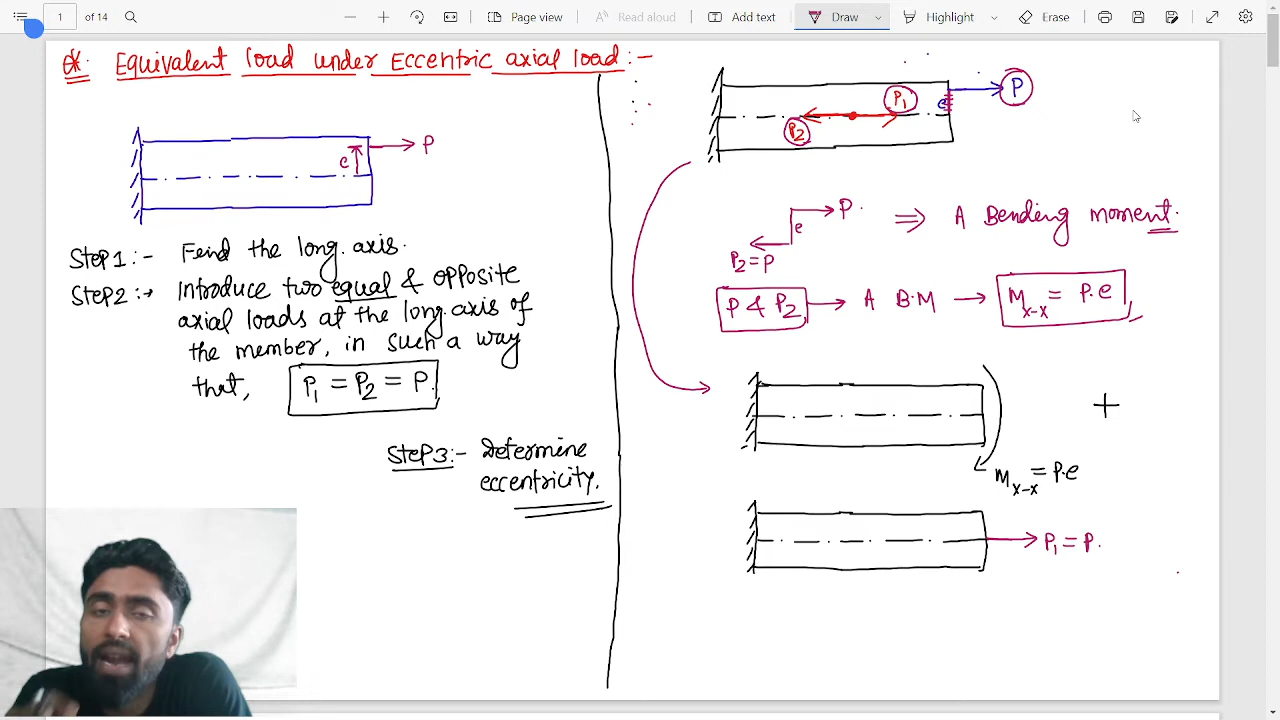 1
of 14
Page view
Read aloud
Add text
Draw
Highlight
Erase
Ex. Equivalent load under Eccentric axial load:-
P
e
Step 1:- Feind the long. axis.
Step 2:→ Introduce two equal & opposite
axial loads at the long. axis of
the member, in such a way
that, P1 = P2 = P.
Step 3:- Determine
eccentricity.
P1
P2
e
P
P.
e
P2 = P
⇒ A Bending moment.
P & P2 → A B.M → Mx-x = P.e
+
Mx-x = P.e
P1 = P.